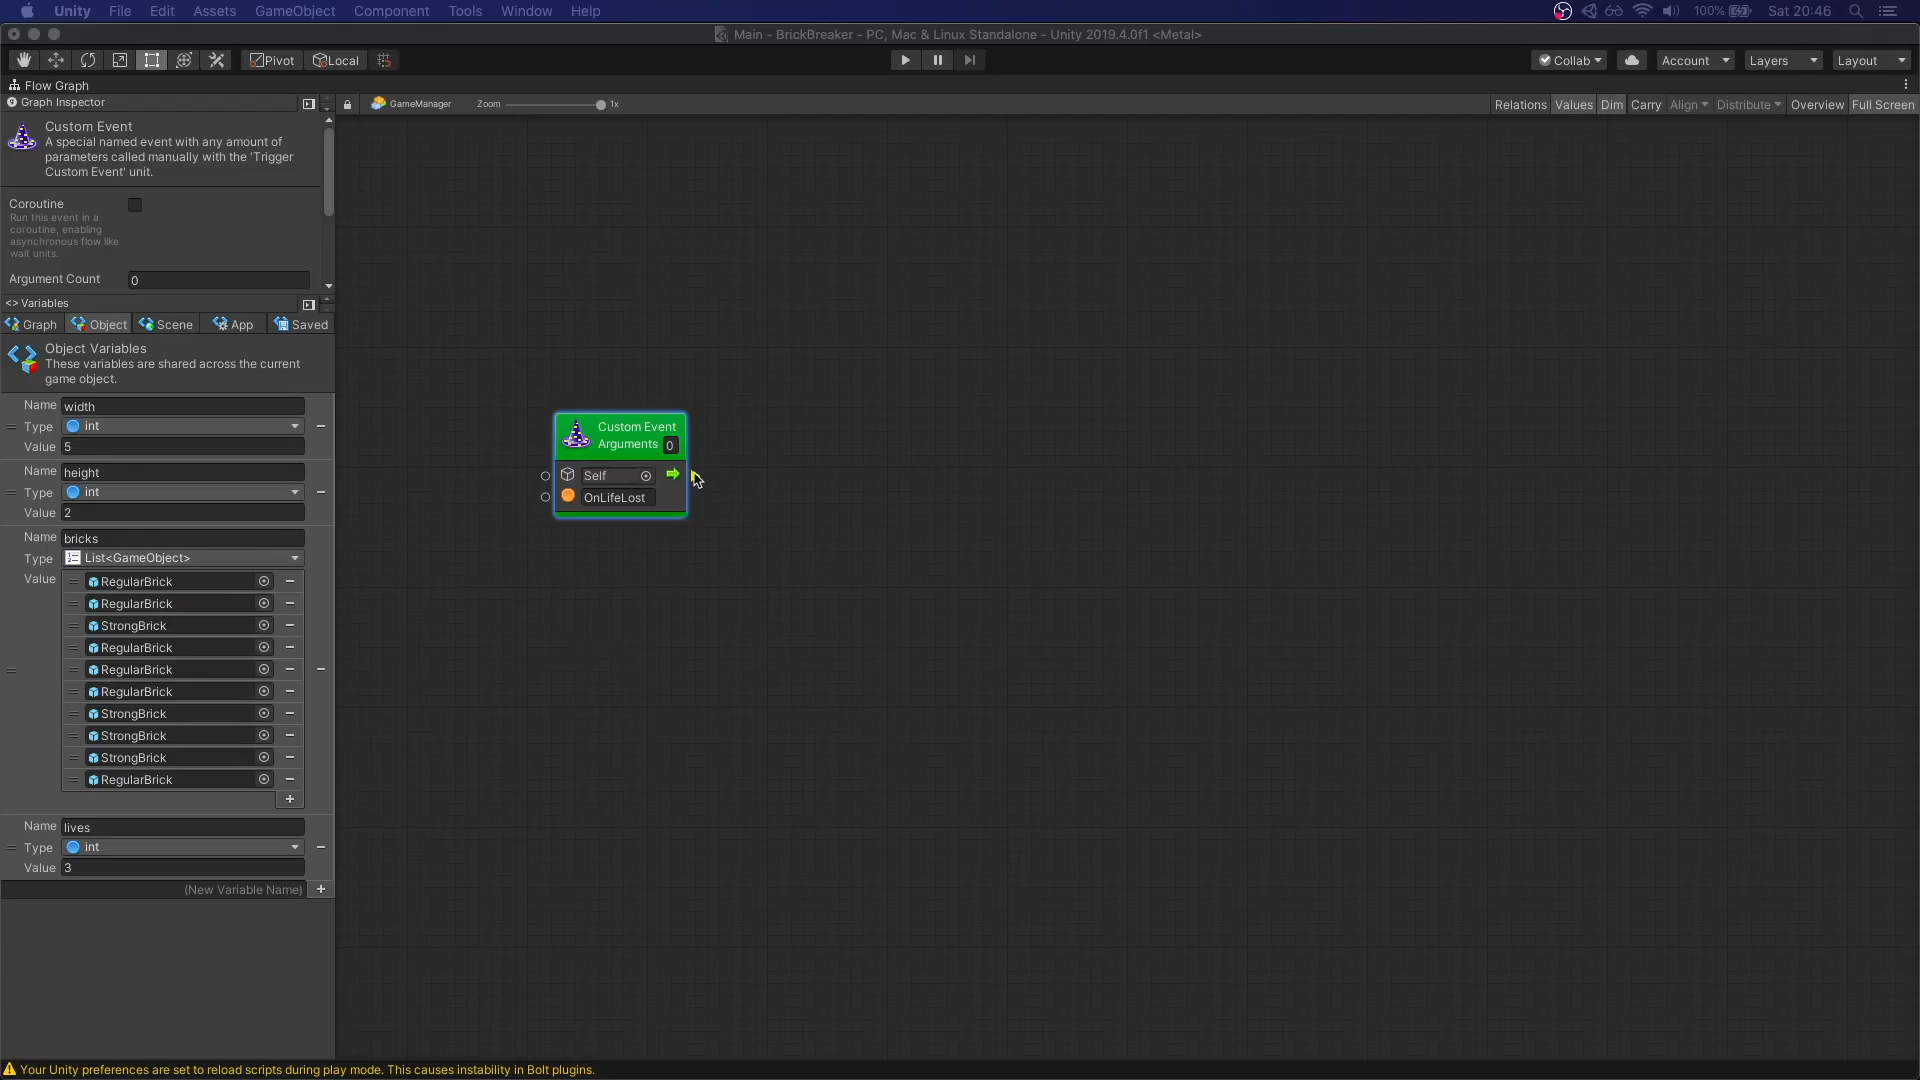 Unity File Edit Assets GameObject Component Tools Window Help 100% Sat 20:46
Main - BrickBreaker - PC, Mac & Linux Standalone - Unity 2019.4.0f1 <Metal>
Pivot Local Collab Account Layers Layout
Flow Graph
Graph Inspector GameManager Zoom 1x Relations Values Dim Carry Align Distribute Overview Full Screen
Custom Event
A special named event with any amount of
parameters called manually with the 'Trigger
Custom Event' unit.
Coroutine
Run this event in a
coroutine, enabling
asynchronous flow like
wait units.
Argument Count 0
<> Variables
Graph Object Scene App Saved
Object Variables
These variables are shared across the current
game object.
Name width
Type int
Value 5
Name height
Type int
Value 2
Name bricks
Type List<GameObject>
Value RegularBrick
RegularBrick
StrongBrick
RegularBrick
RegularBrick
RegularBrick
StrongBrick
StrongBrick
StrongBrick
RegularBrick
Name lives
Type int
Value 3
(New Variable Name)
Custom Event
Arguments 0
Self
OnLifeLost
Your Unity preferences are set to reload scripts during play mode. This causes instability in Bolt plugins.